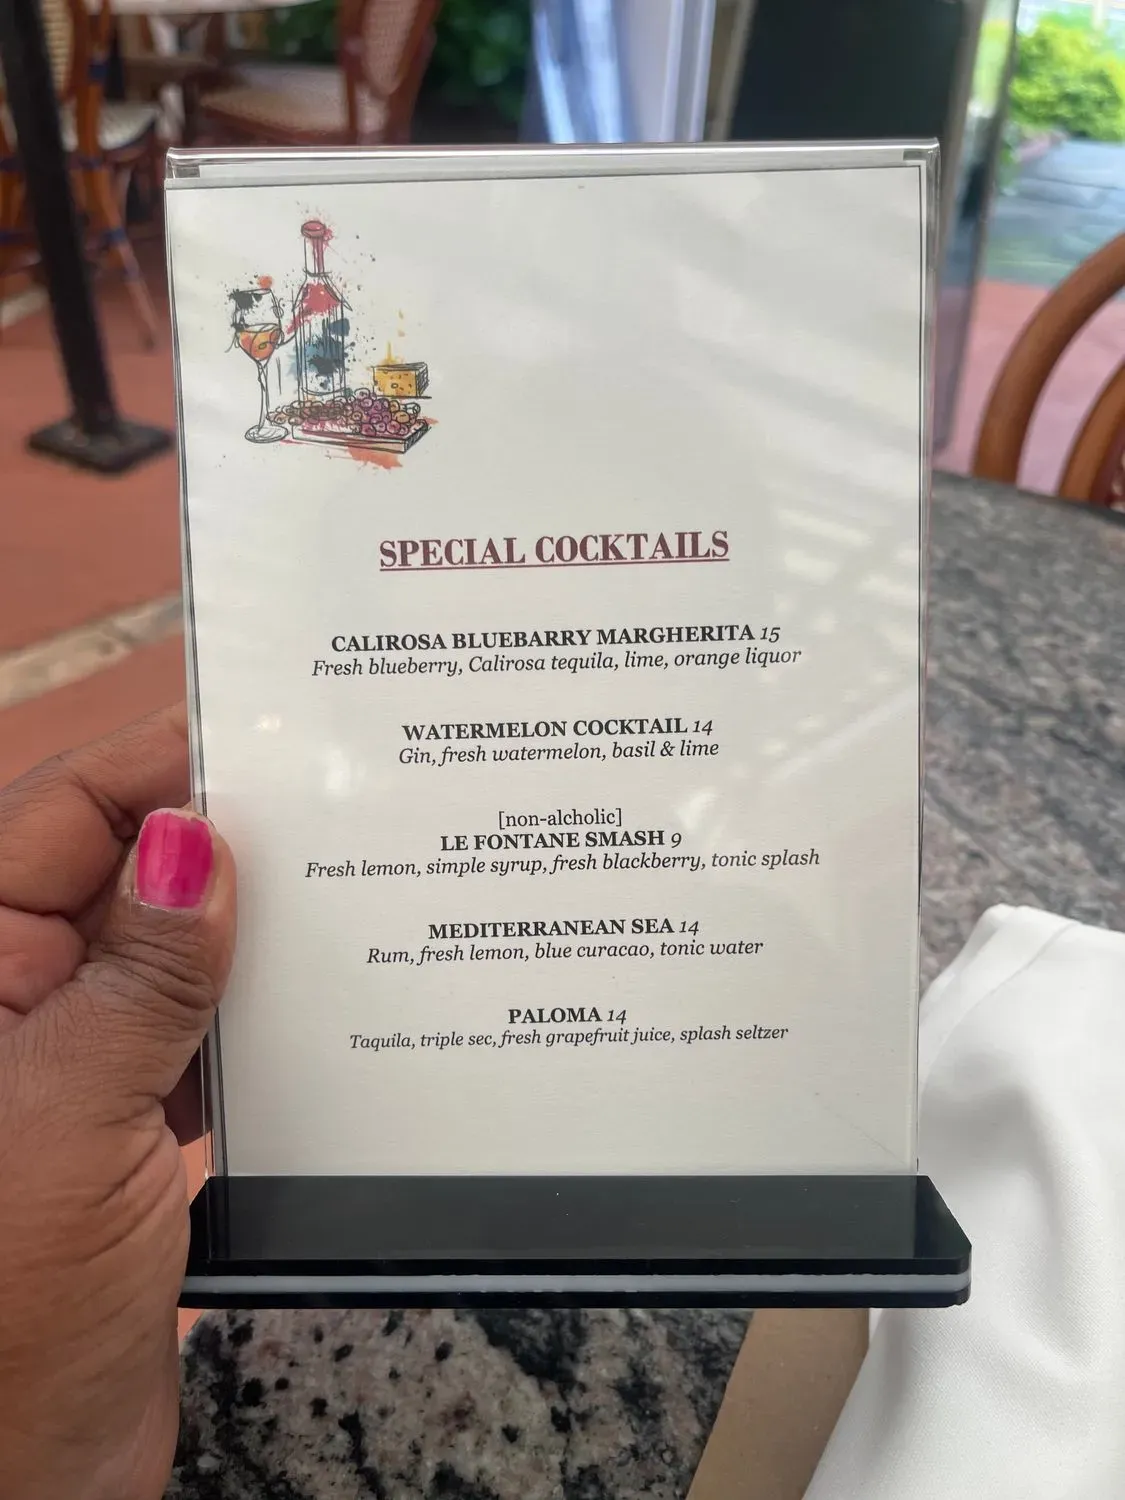 SPECIAL COCKTAILS
CALIROSA BLUEBARRY MARGHERITA 15
Fresh blueberry, Calirosa tequila, lime, orange liquor
WATERMELON COCKTAIL 14
Gin, fresh watermelon, basil & lime
[non-alcholic]
LE FONTANE SMASH 9
Fresh lemon, simple syrup, fresh blackberry, tonic splash
MEDITERRANEAN SEA 14
Rum, fresh lemon, blue curacao, tonic water
PALOMA 14
Taquila, triple sec, fresh grapefruit juice, splash seltzer